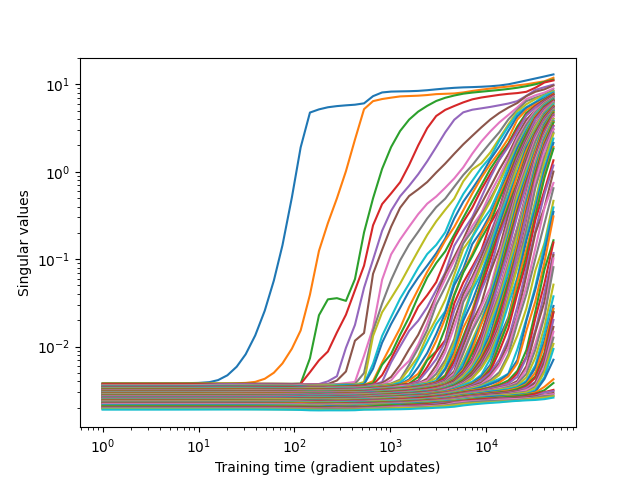 10¹
10⁰
10⁻¹
10⁻²
Singular values
10⁰ 10¹ 10² 10³ 10⁴
Training time (gradient updates)